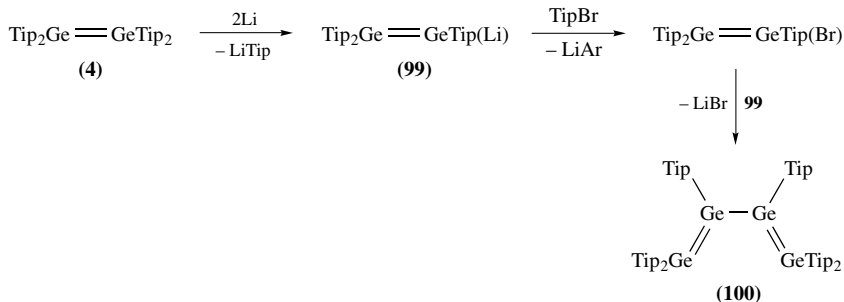 Tip₂Ge═GeTip₂ 2Li – LiTip Tip₂Ge═GeTip(Li) TipBr – LiAr Tip₂Ge═GeTip(Br)
(4) (99)
– LiBr 99
Tip Tip
Ge—Ge
Tip₂Ge GeTip₂
(100)